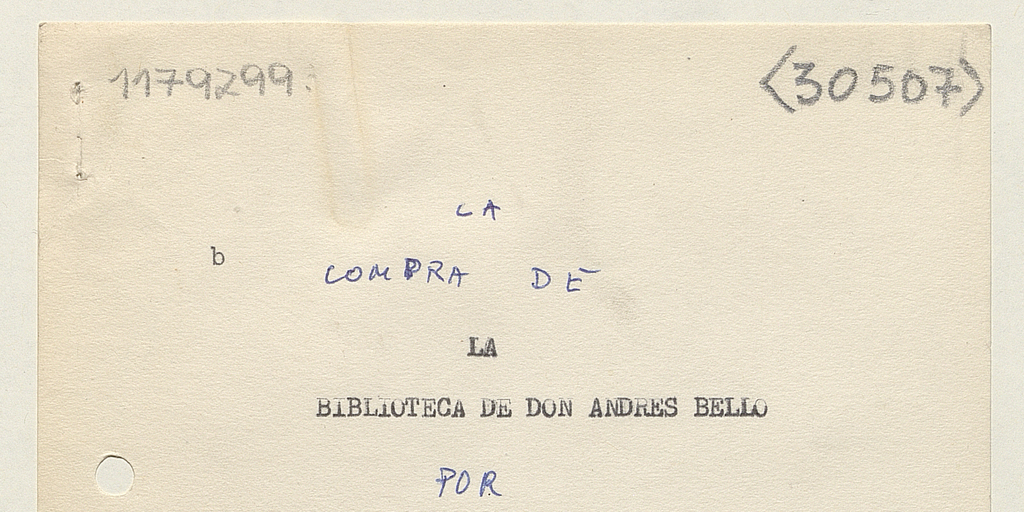 1179299.
<30507>
LA
b
COMPRA DE
LA
BIBLIOTECA DE DON ANDRES BELLO
POR